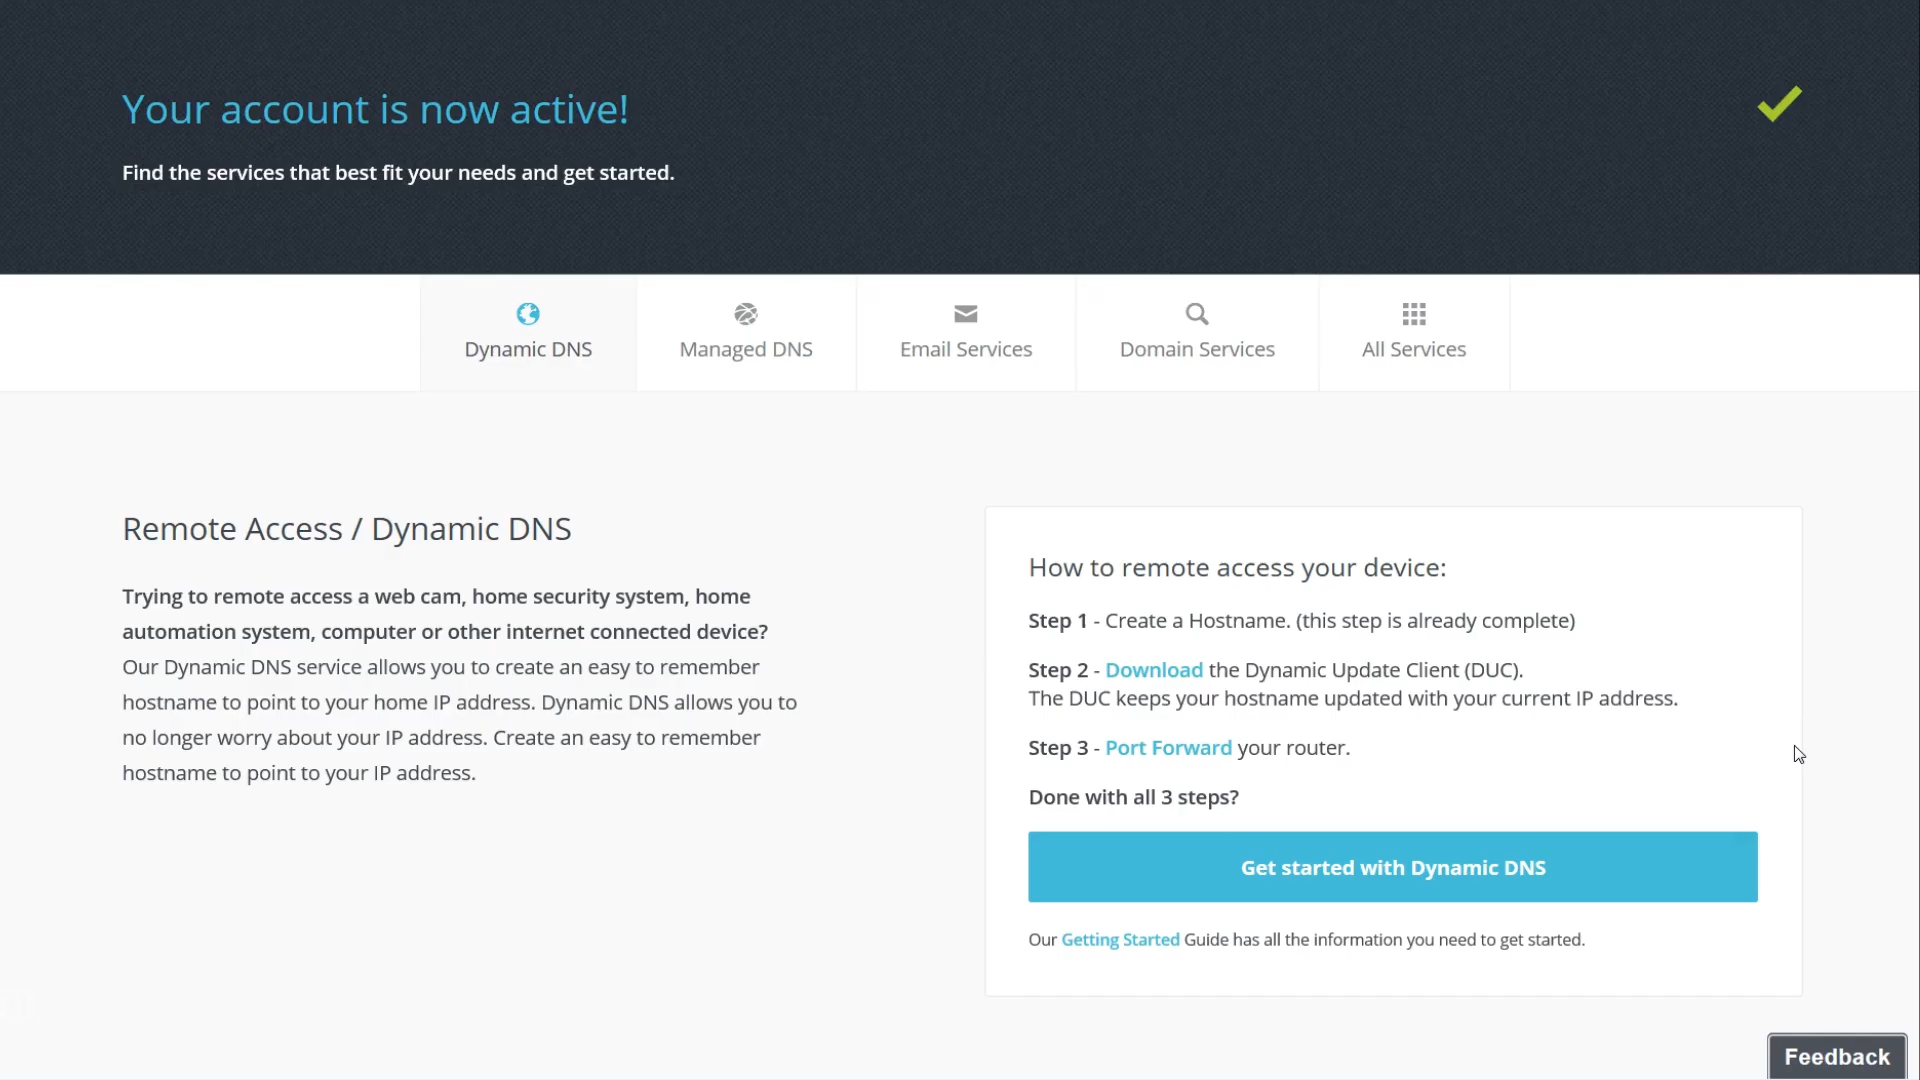 Your account is now active!
Find the services that best fit your needs and get started.
Dynamic DNS
Managed DNS
Email Services
Domain Services
All Services
Remote Access / Dynamic DNS
Trying to remote access a web cam, home security system, home
automation system, computer or other internet connected device?
Our Dynamic DNS service allows you to create an easy to remember
hostname to point to your home IP address. Dynamic DNS allows you to
no longer worry about your IP address. Create an easy to remember
hostname to point to your IP address.
How to remote access your device:
Step 1 - Create a Hostname. (this step is already complete)
Step 2 - Download the Dynamic Update Client (DUC).
The DUC keeps your hostname updated with your current IP address.
Step 3 - Port Forward your router.
Done with all 3 steps?
Get started with Dynamic DNS
Our Getting Started Guide has all the information you need to get started.
Feedback